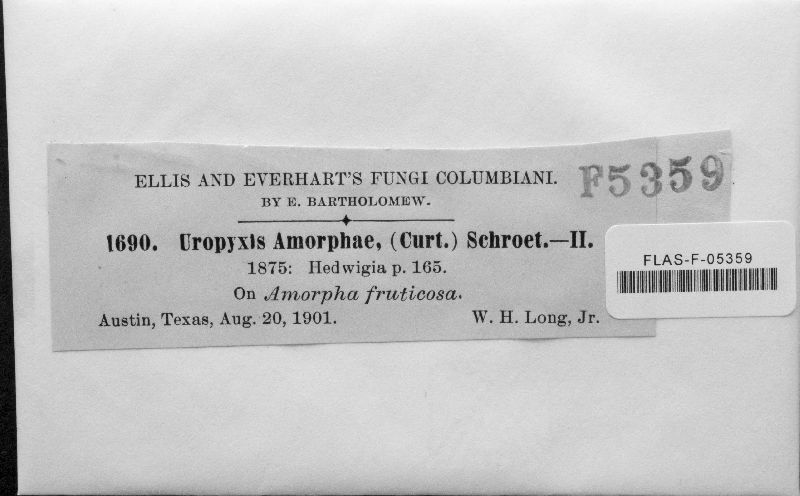 ELLIS AND EVERHART'S FUNGI COLUMBIANI.
F5359
BY E. BARTHOLOMEW.
1690. Uropyxis Amorphae, (Curt.) Schroet.—II.
1875: Hedwigia p. 165.
On Amorpha fruticosa.
Austin, Texas, Aug. 20, 1901. W. H. Long, Jr.
FLAS-F-05359